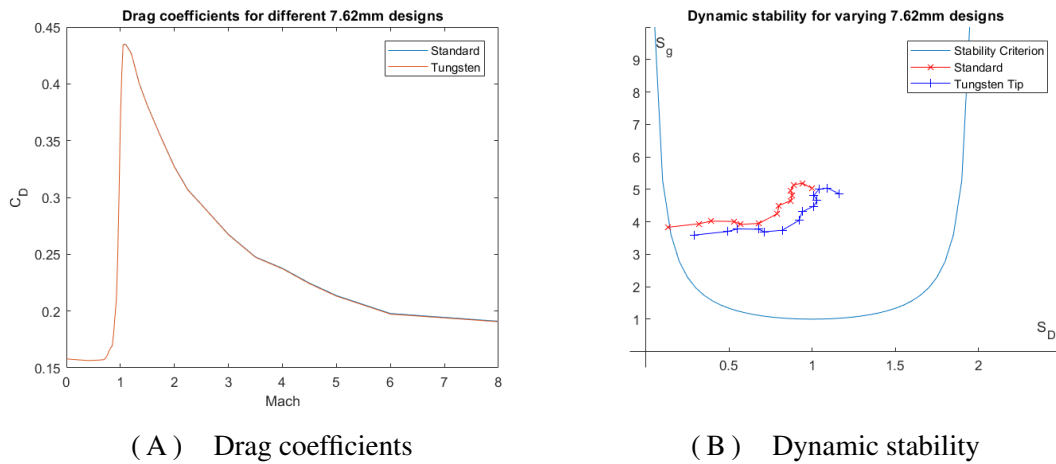 Drag coefficients for different 7.62mm designs
0.45
0.4
0.35
0.3
0.25
0.2
0.15
C_D
0 1 2 3 4 5 6 7 8
Mach
Standard
Tungsten
( A ) Drag coefficients
Dynamic stability for varying 7.62mm designs
S_g
9
8
7
6
5
4
3
2
1
0.5 1 1.5 2
S_D
Stability Criterion
Standard
Tungsten Tip
( B ) Dynamic stability